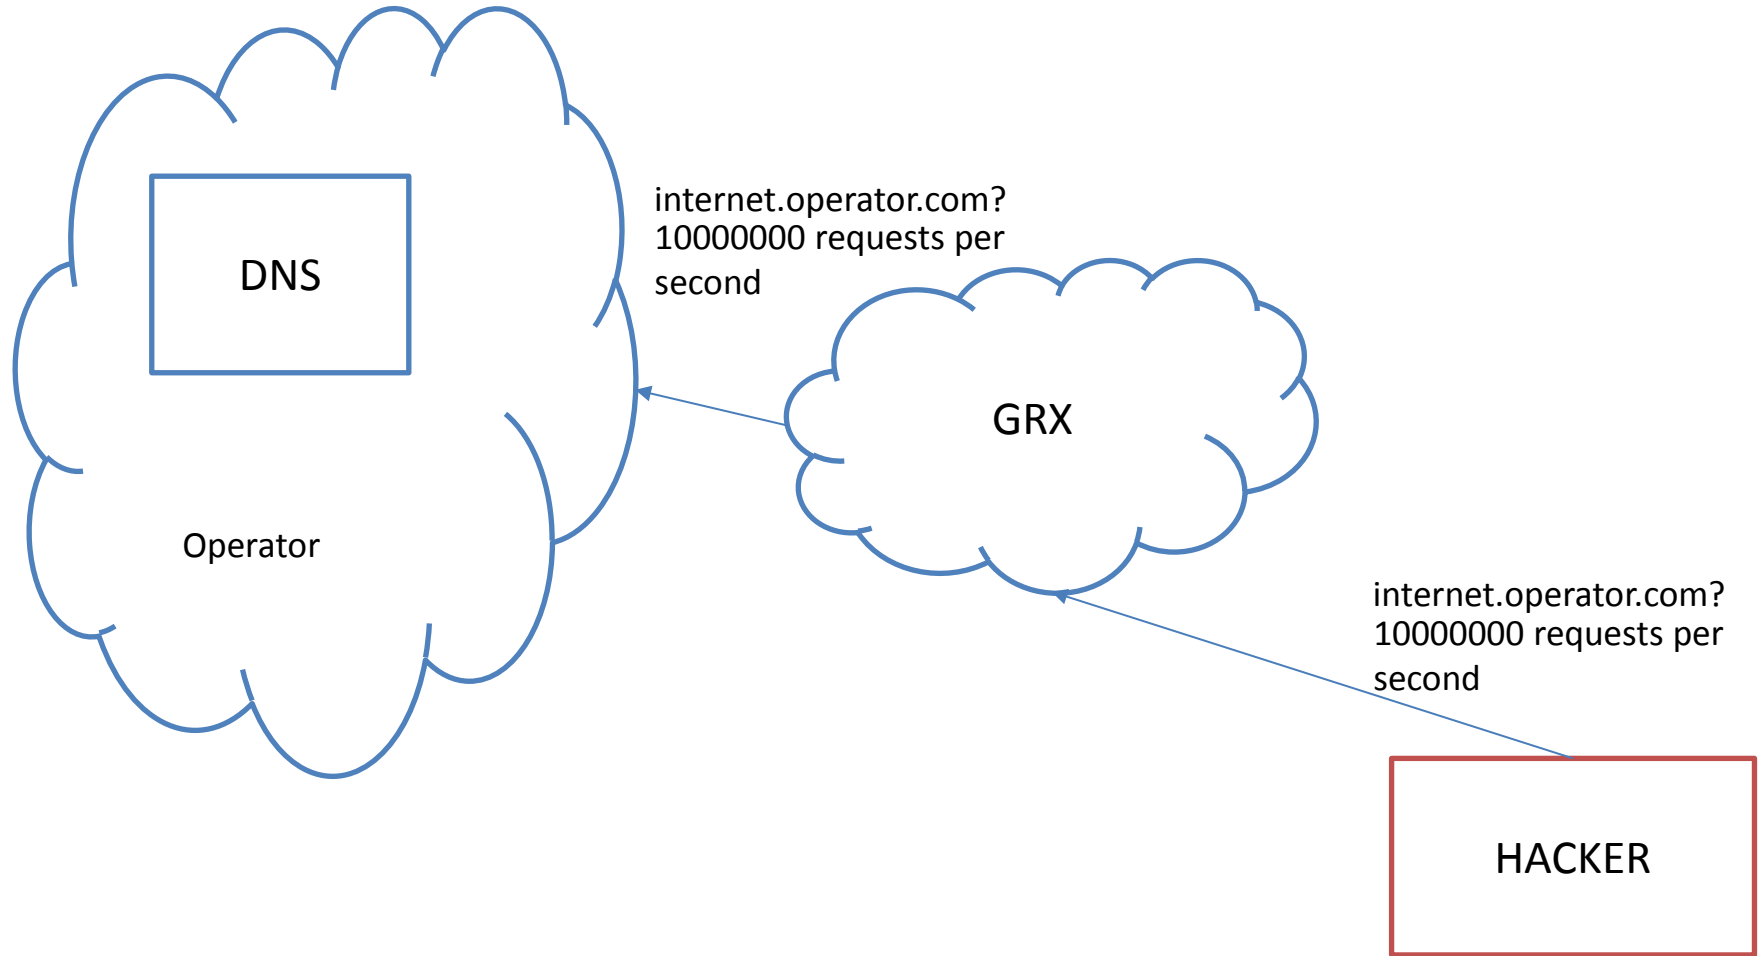 DNS
Operator
internet.operator.com?
10000000 requests per
second
GRX
internet.operator.com?
10000000 requests per
second
HACKER